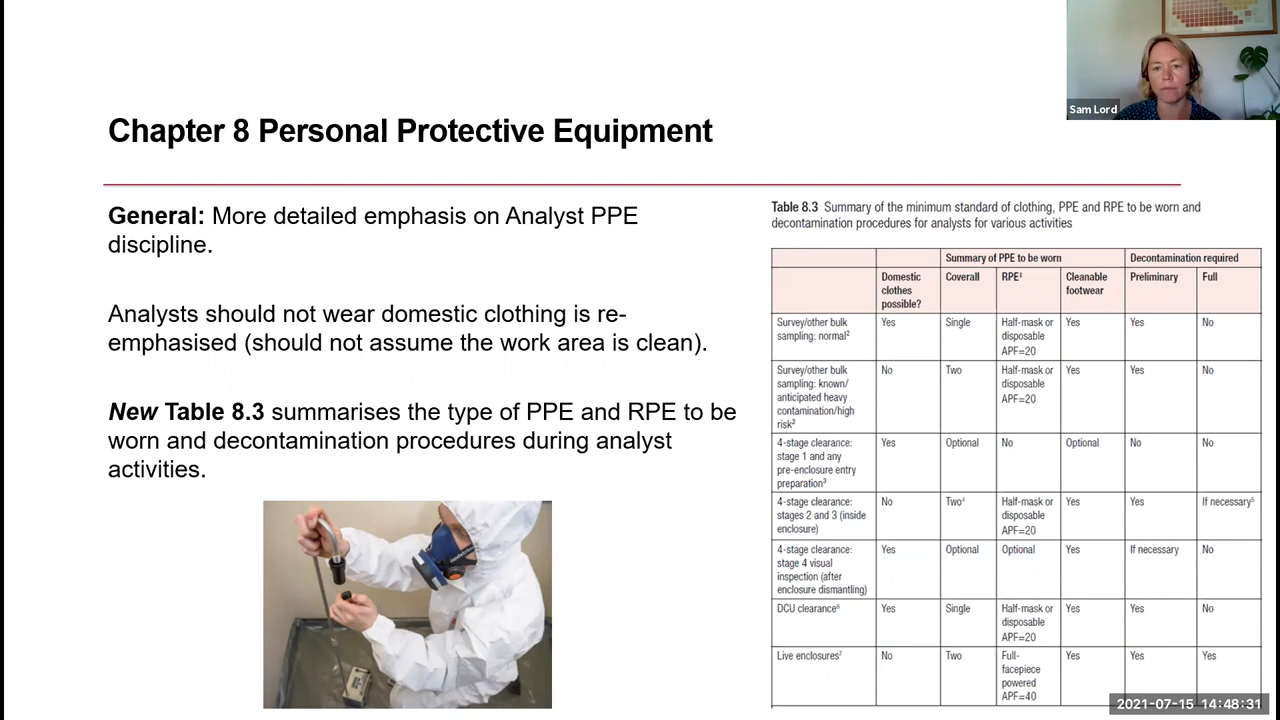 Sam Lord
Chapter 8 Personal Protective Equipment
General: More detailed emphasis on Analyst PPE
discipline.
Analysts should not wear domestic clothing is re-
emphasised (should not assume the work area is clean).
New Table 8.3 summarises the type of PPE and RPE to be
worn and decontamination procedures during analyst
activities.
Table 8.3 Summary of the minimum standard of clothing, PPE and RPE to be worn and
decontamination procedures for analysts for various activities
Summary of PPE to be worn Decontamination required
Domestic clothes possible? Coverall RPE¹ Cleanable footwear Preliminary Full
Survey/other bulk sampling: normal² Yes Single Half-mask or disposable APF=20 Yes Yes No
Survey/other bulk sampling: known/ anticipated heavy contamination/high risk² No Two Half-mask or disposable APF=20 Yes Yes No
4-stage clearance: stage 1 and any pre-enclosure entry preparation³ Yes Optional No Optional No No
4-stage clearance: stages 2 and 3 (inside enclosure) No Two⁴ Half-mask or disposable APF=20 Yes Yes If necessary⁵
4-stage clearance: stage 4 visual inspection (after enclosure dismantling) Yes Optional Optional Yes If necessary No
DCU clearance⁶ Yes Single Half-mask or disposable APF=20 Yes Yes No
Live enclosures⁷ No Two Full-facepiece powered APF=40 Yes Yes Yes
2021-07-15 14:48:31